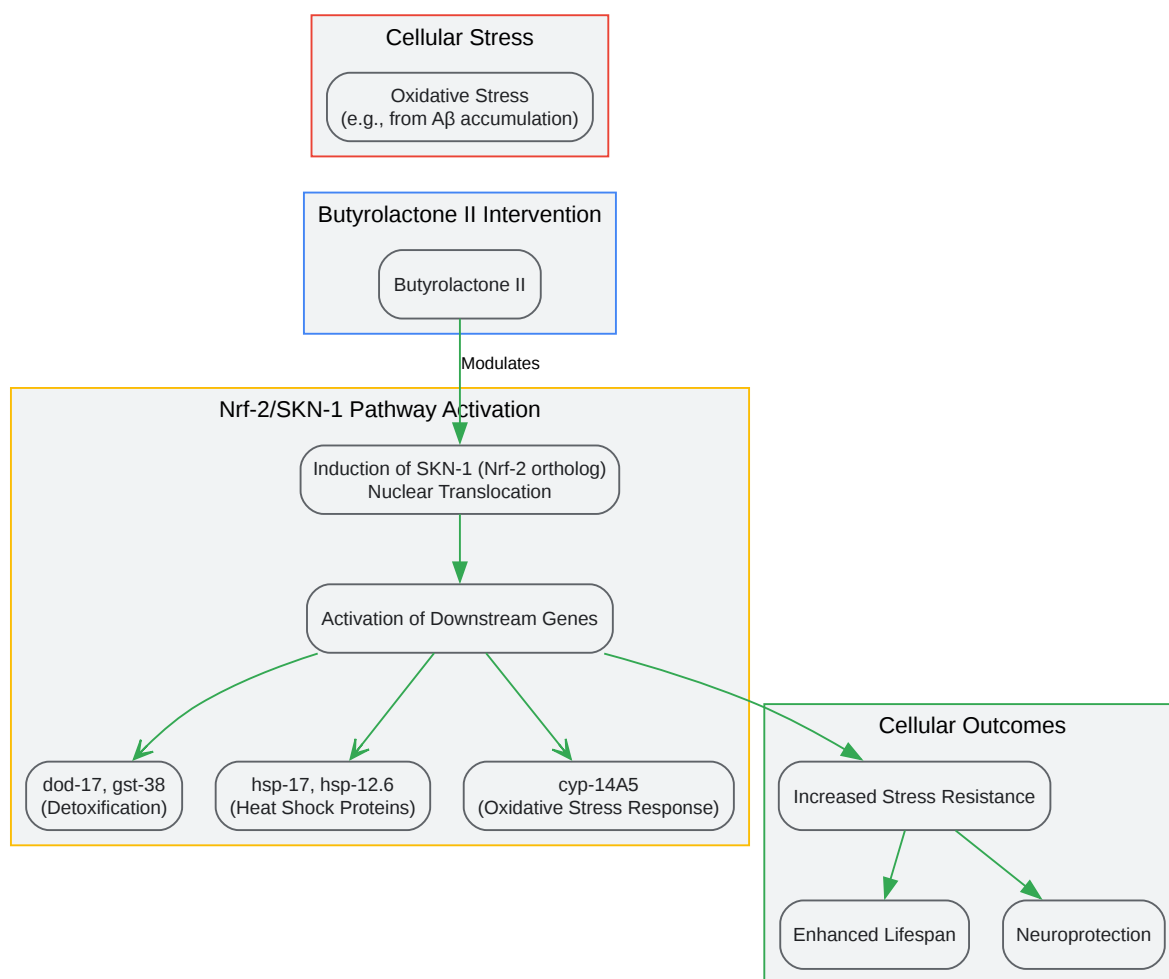 Cellular Stress
Oxidative Stress
(e.g., from Aβ accumulation)
Butyrolactone II Intervention
Butyrolactone II
Modulates
Nrf-2/SKN-1 Pathway Activation
Induction of SKN-1 (Nrf-2 ortholog)
Nuclear Translocation
Activation of Downstream Genes
dod-17, gst-38
(Detoxification)
hsp-17, hsp-12.6
(Heat Shock Proteins)
cyp-14A5
(Oxidative Stress Response)
Cellular Outcomes
Increased Stress Resistance
Enhanced Lifespan
Neuroprotection